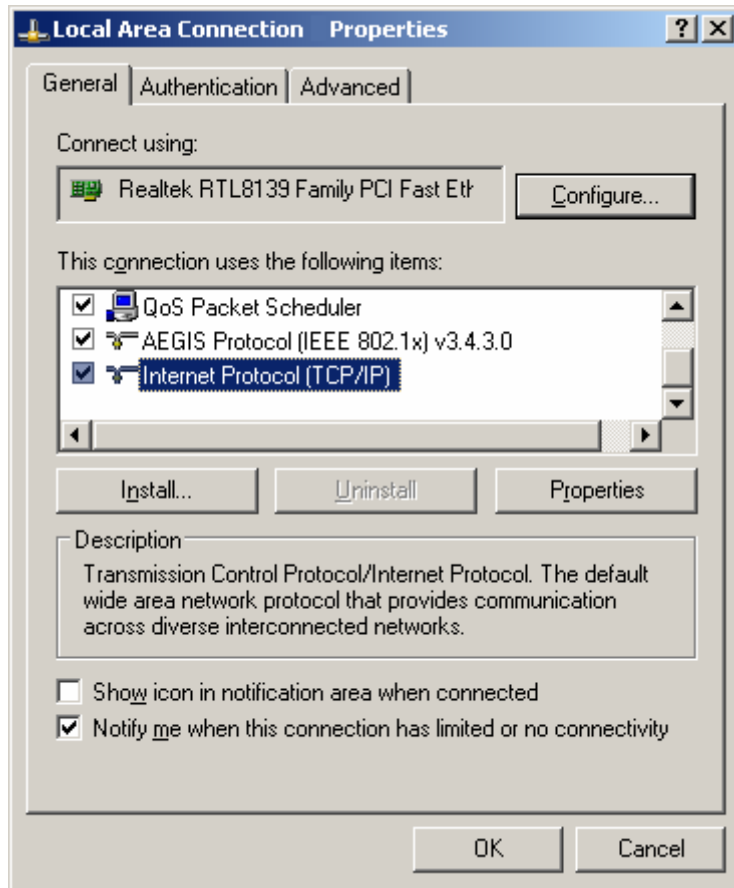 Local Area Connection Properties
General Authentication Advanced
Connect using:
Realtek RTL8139 Family PCI Fast Eth
Configure...
This connection uses the following items:
QoS Packet Scheduler
AEGIS Protocol (IEEE 802.1x) v3.4.3.0
Internet Protocol (TCP/IP)
Install... Uninstall Properties
Description
Transmission Control Protocol/Internet Protocol. The default
wide area network protocol that provides communication
across diverse interconnected networks.
Show icon in notification area when connected
Notify me when this connection has limited or no connectivity
OK Cancel